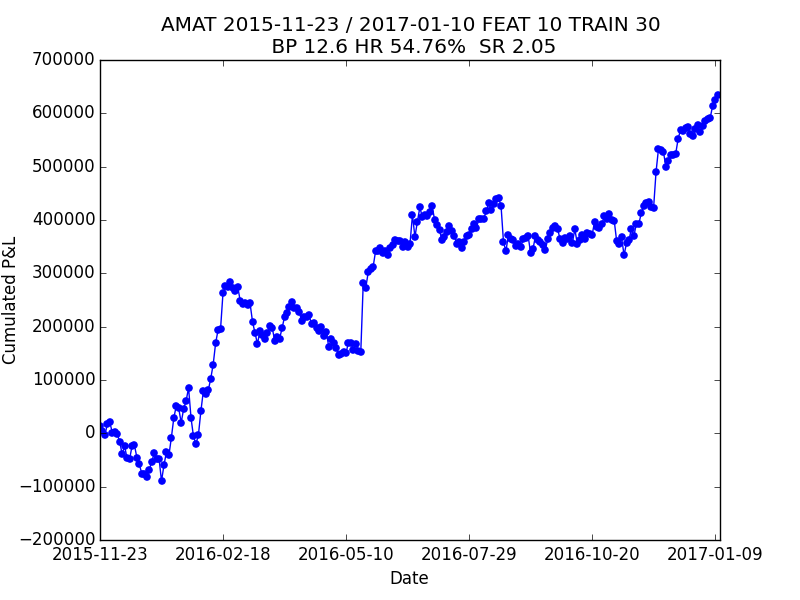 AMAT 2015-11-23 / 2017-01-10 FEAT 10 TRAIN 30
BP 12.6 HR 54.76% SR 2.05
700000
600000
500000
400000
300000
200000
100000
0
−100000
−200000
Cumulated P&L
2015-11-23 2016-02-18 2016-05-10 2016-07-29 2016-10-20 2017-01-09
Date